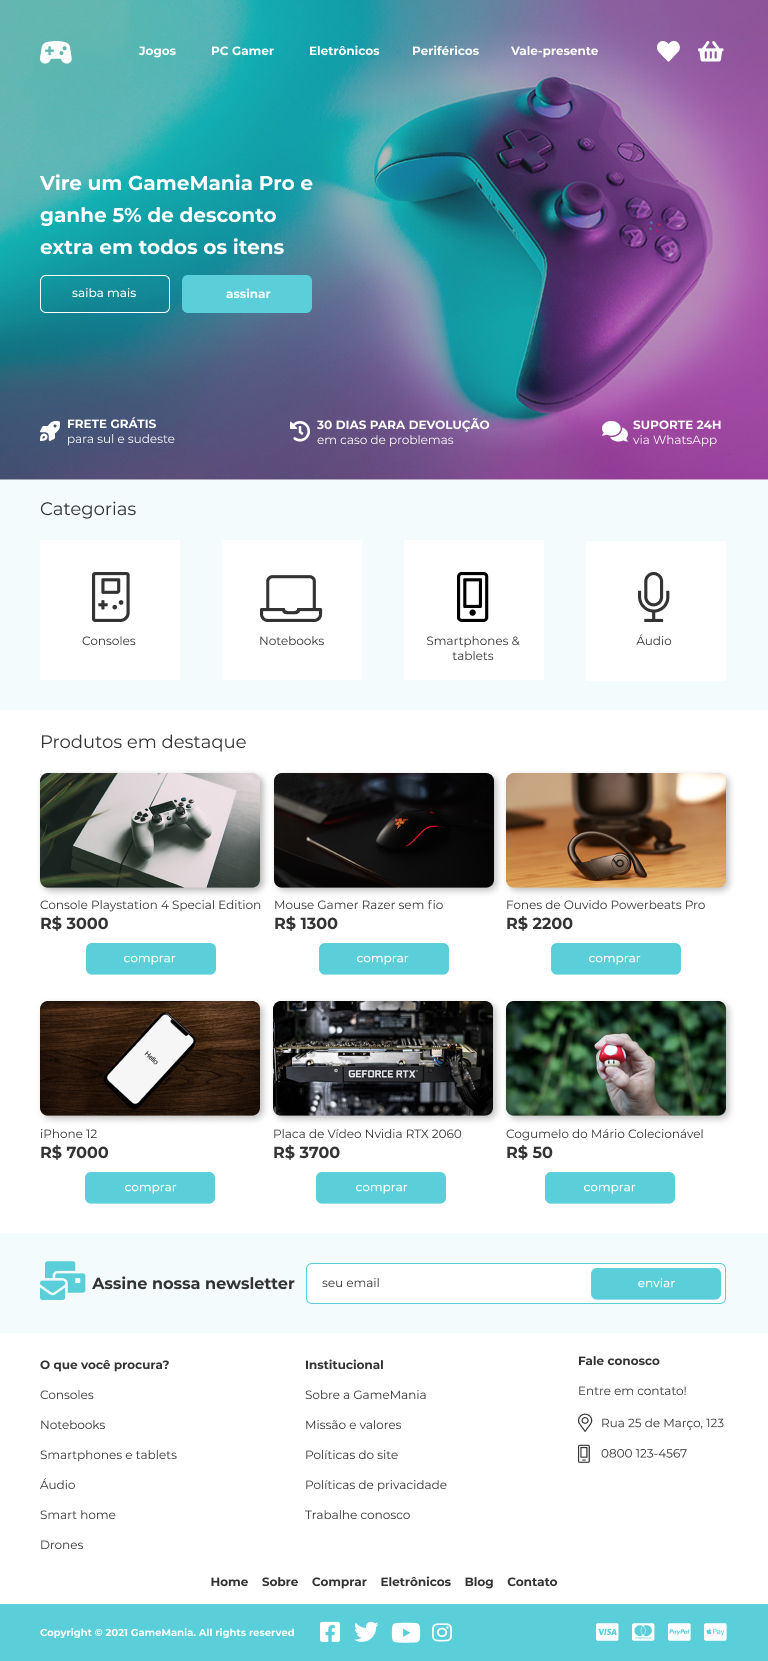 Jogos PC Gamer Eletrônicos Periféricos Vale-presente
Vire um GameMania Pro e
ganhe 5% de desconto
extra em todos os itens
saiba mais
assinar
FRETE GRÁTIS
para sul e sudeste
30 DIAS PARA DEVOLUÇÃO
em caso de problemas
SUPORTE 24H
via WhatsApp
Categorias
Consoles
Notebooks
Smartphones &
tablets
Áudio
Produtos em destaque
Console Playstation 4 Special Edition
R$ 3000
comprar
Mouse Gamer Razer sem fio
R$ 1300
comprar
Fones de Ouvido Powerbeats Pro
R$ 2200
comprar
Hello
iPhone 12
R$ 7000
comprar
GEFORCE RTX
Placa de Vídeo Nvidia RTX 2060
R$ 3700
comprar
Cogumelo do Mário Colecionável
R$ 50
comprar
Assine nossa newsletter
seu email
enviar
O que você procura?
Consoles
Notebooks
Smartphones e tablets
Áudio
Smart home
Drones
Institucional
Sobre a GameMania
Missão e valores
Políticas do site
Políticas de privacidade
Trabalhe conosco
Fale conosco
Entre em contato!
Rua 25 de Março, 123
0800 123-4567
Home Sobre Comprar Eletrônicos Blog Contato
Copyright © 2021 GameMania. All rights reserved
VISA
PayPal
Pay